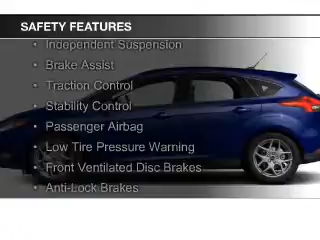 SAFETY FEATURES
• Independent Suspension
• Brake Assist
• Traction Control
• Stability Control
• Passenger Airbag
• Low Tire Pressure Warning
• Front Ventilated Disc Brakes
• Anti-Lock Brakes